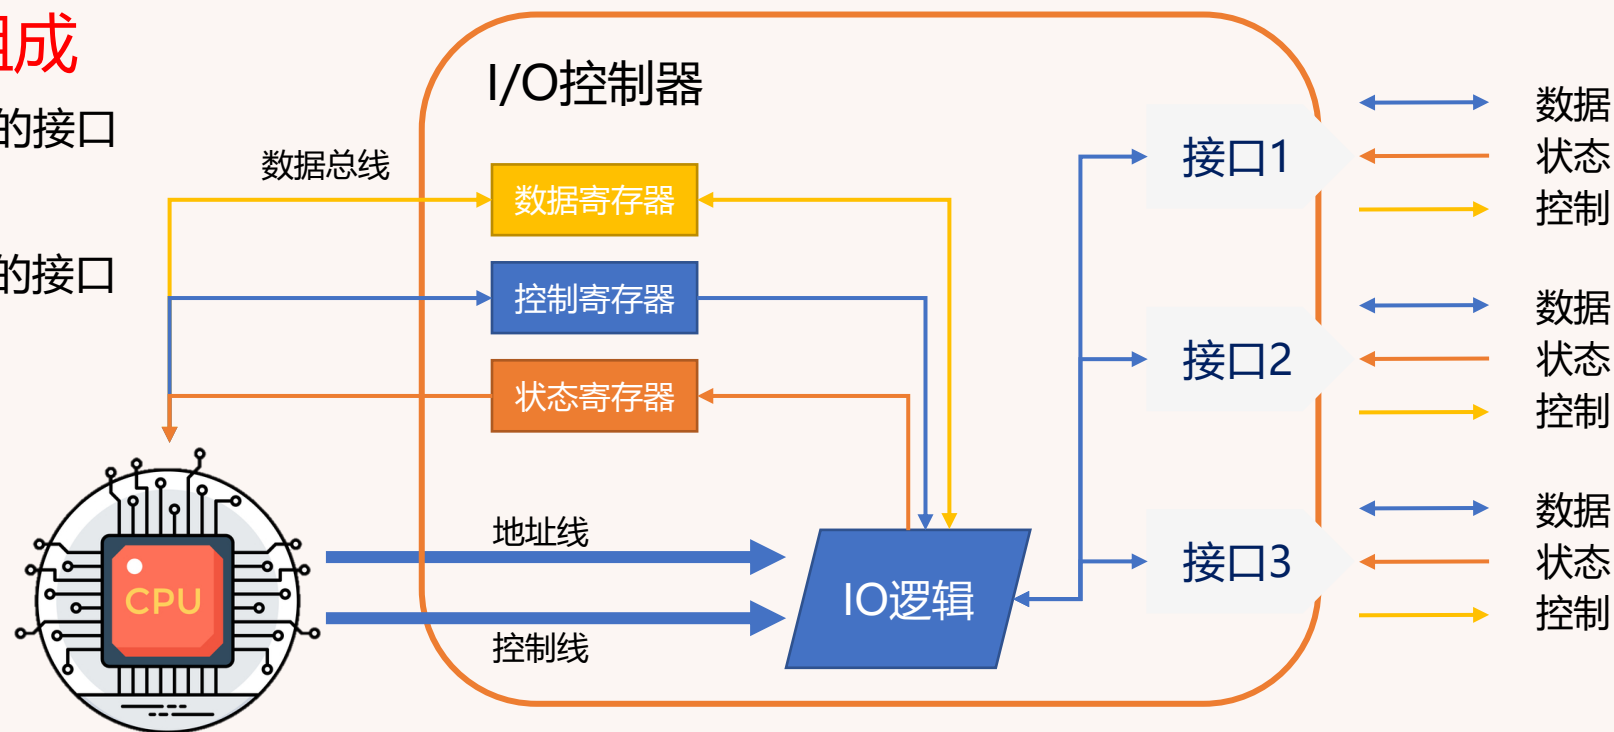 组成
的接口
的接口
I/O控制器
数据总线
数据寄存器
控制寄存器
状态寄存器
地址线
控制线
CPU
IO逻辑
接口1
接口2
接口3
数据
状态
控制
数据
状态
控制
数据
状态
控制